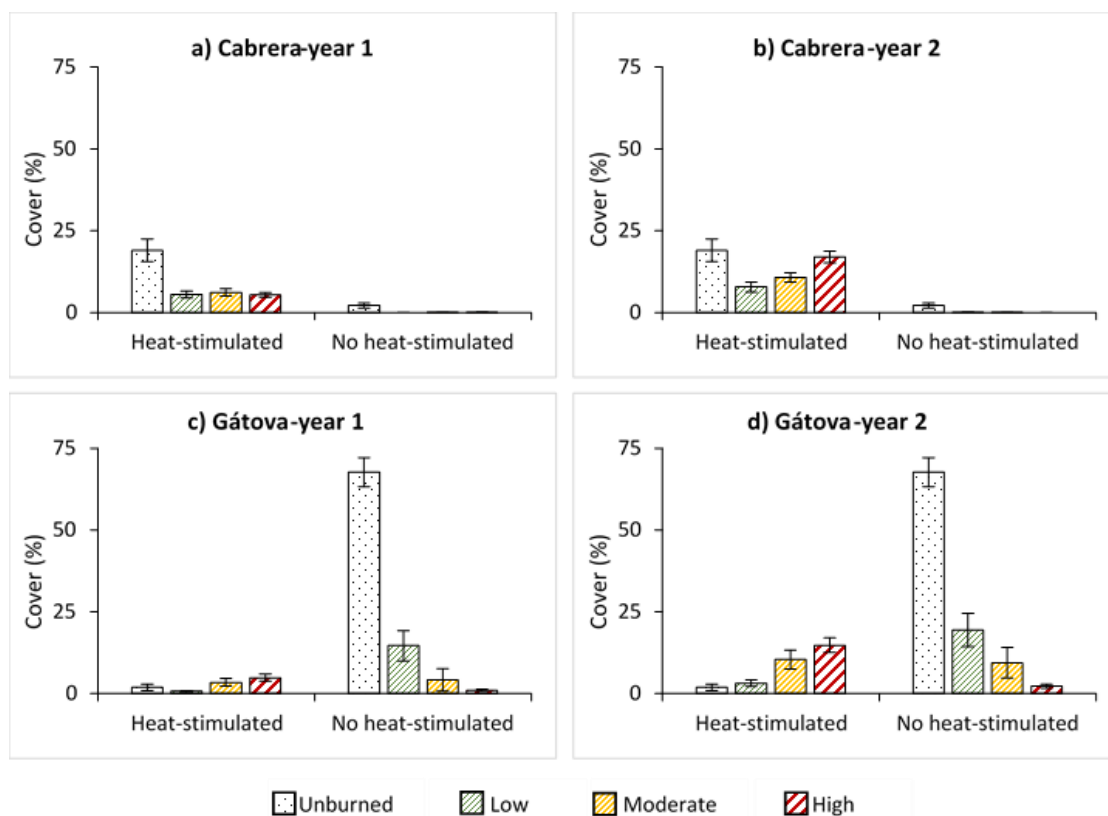 a) Cabrera-year 1
75
50
25
0
Cover (%)
Heat-stimulated No heat-stimulated
b) Cabrera-year 2
75
50
25
0
Cover (%)
Heat-stimulated No heat-stimulated
c) Gátova-year 1
75
50
25
0
Cover (%)
Heat-stimulated No heat-stimulated
d) Gátova-year 2
75
50
25
0
Cover (%)
Heat-stimulated No heat-stimulated
Unburned Low Moderate High